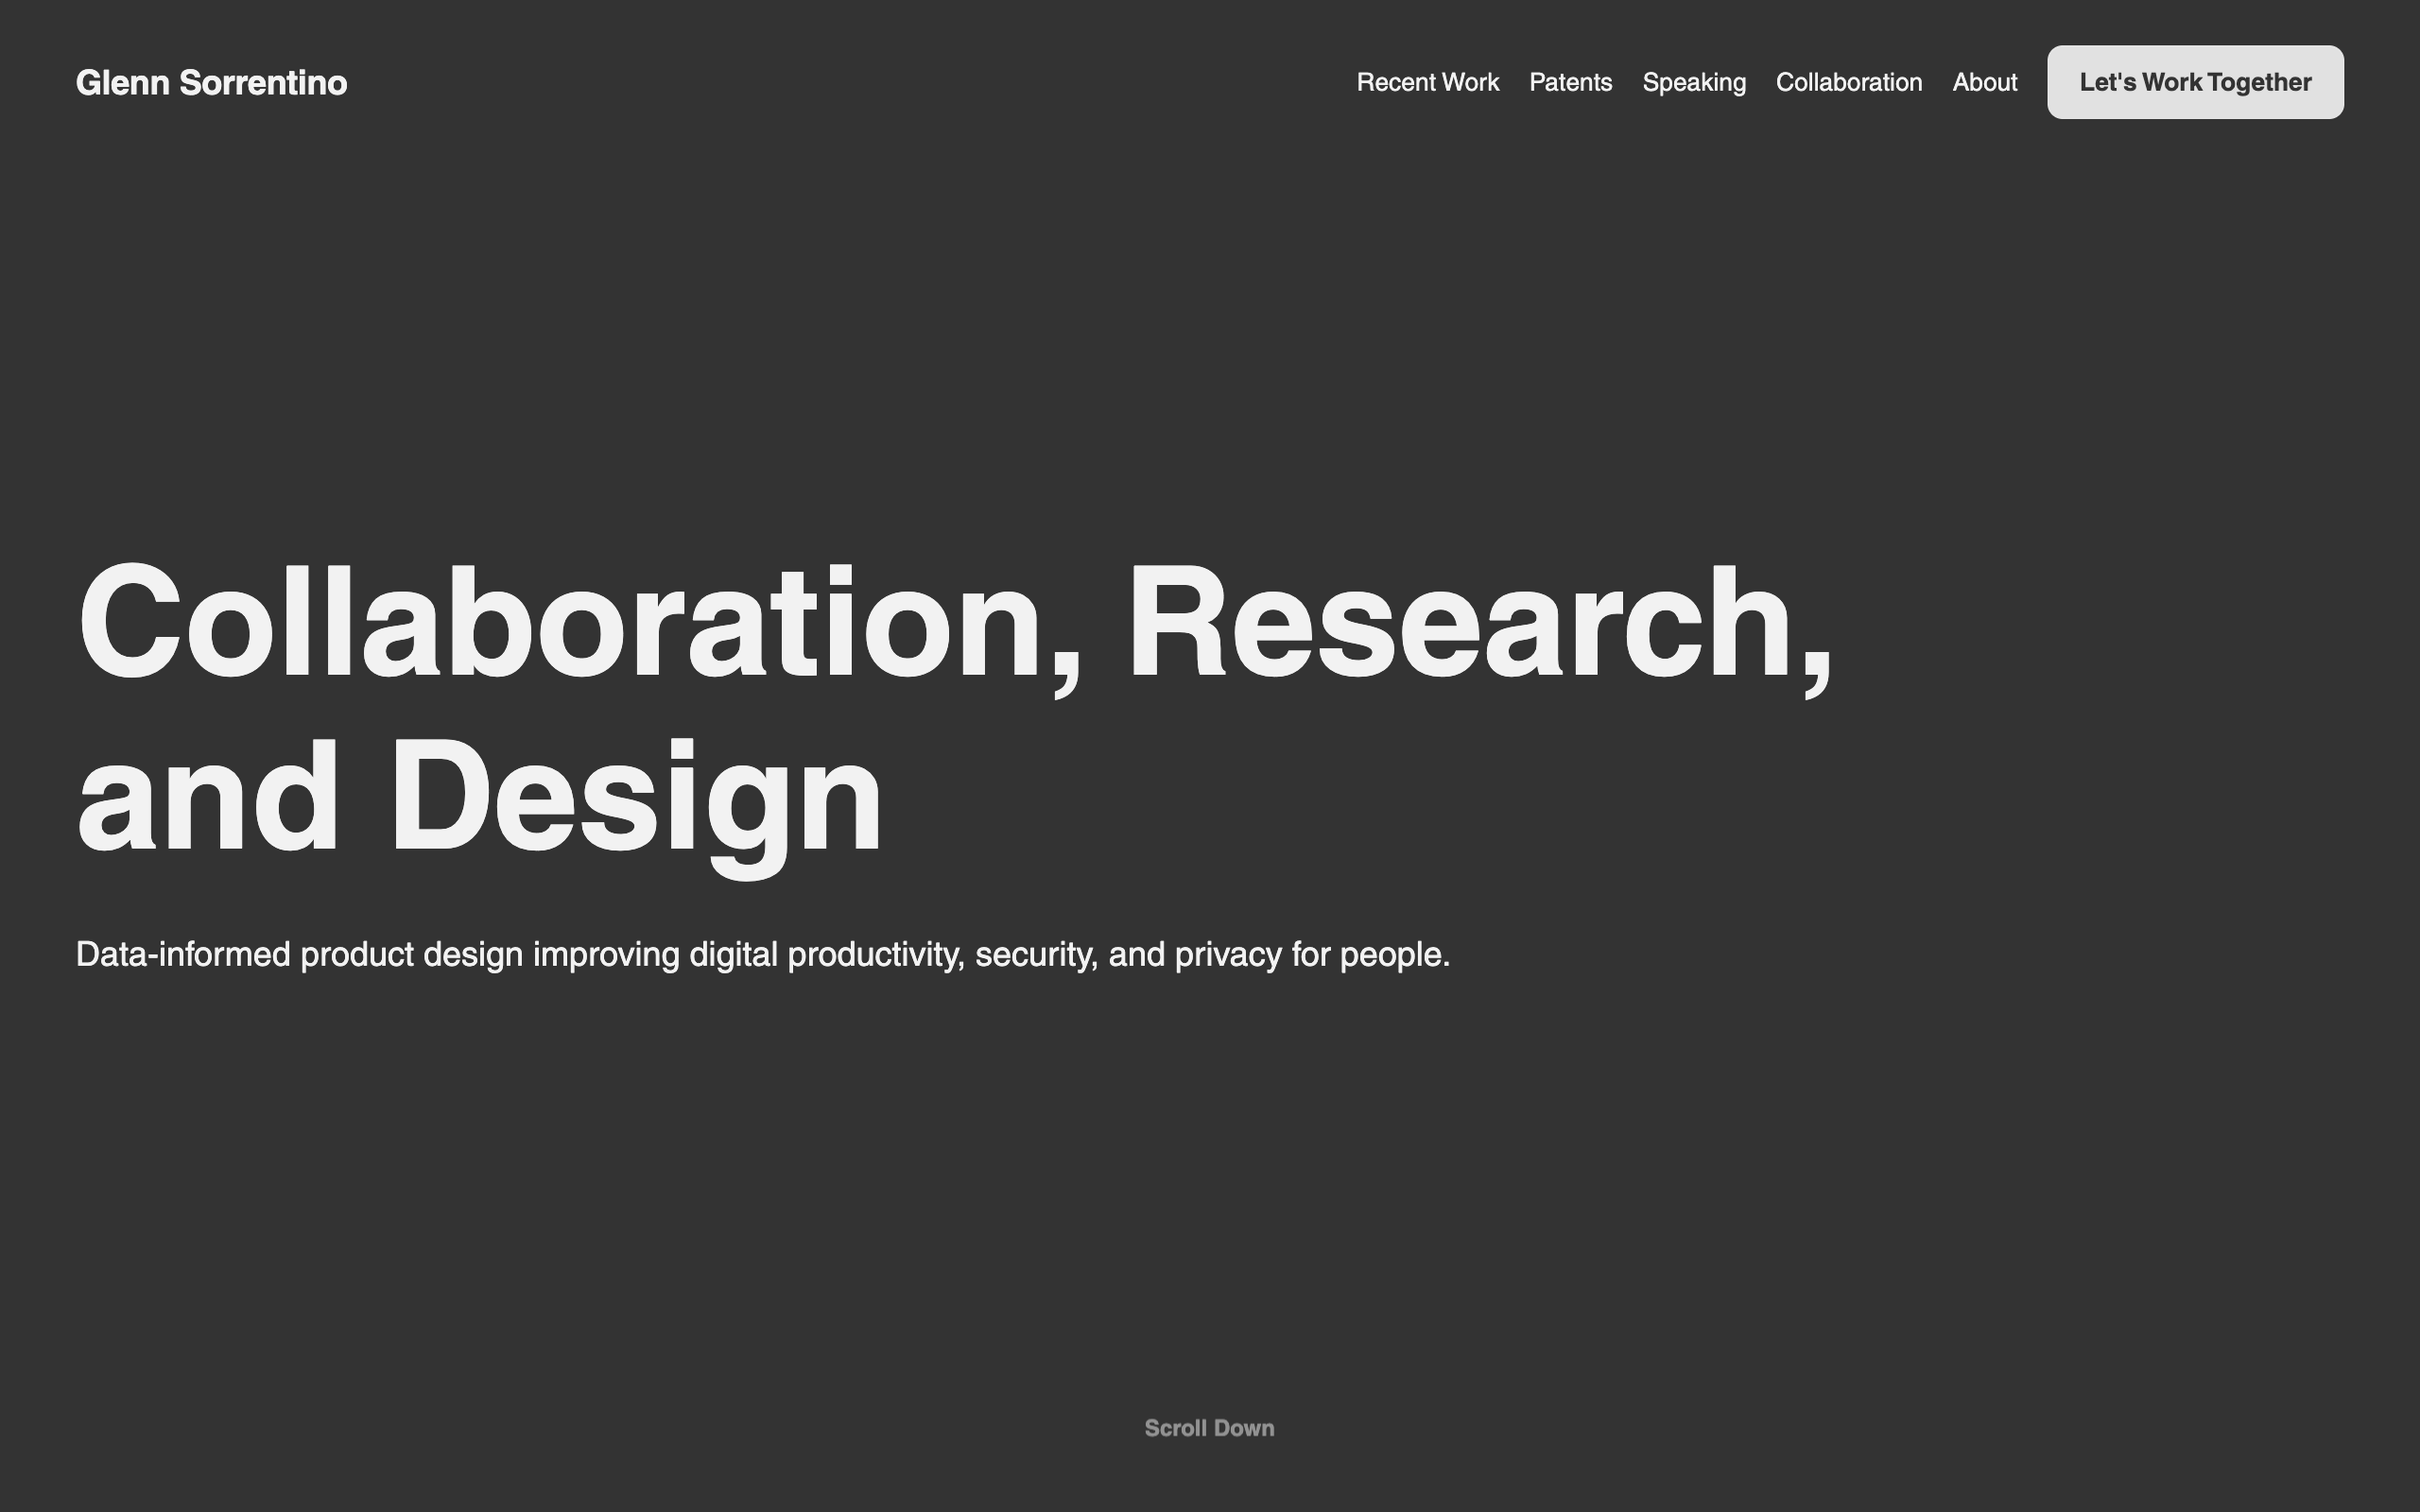 Glenn Sorrentino
Recent Work
Patents
Speaking
Collaboration
About
Let's Work Together
Collaboration, Research,
and Design
Data-informed product design improving digital productivity, security, and privacy for people.
Scroll Down